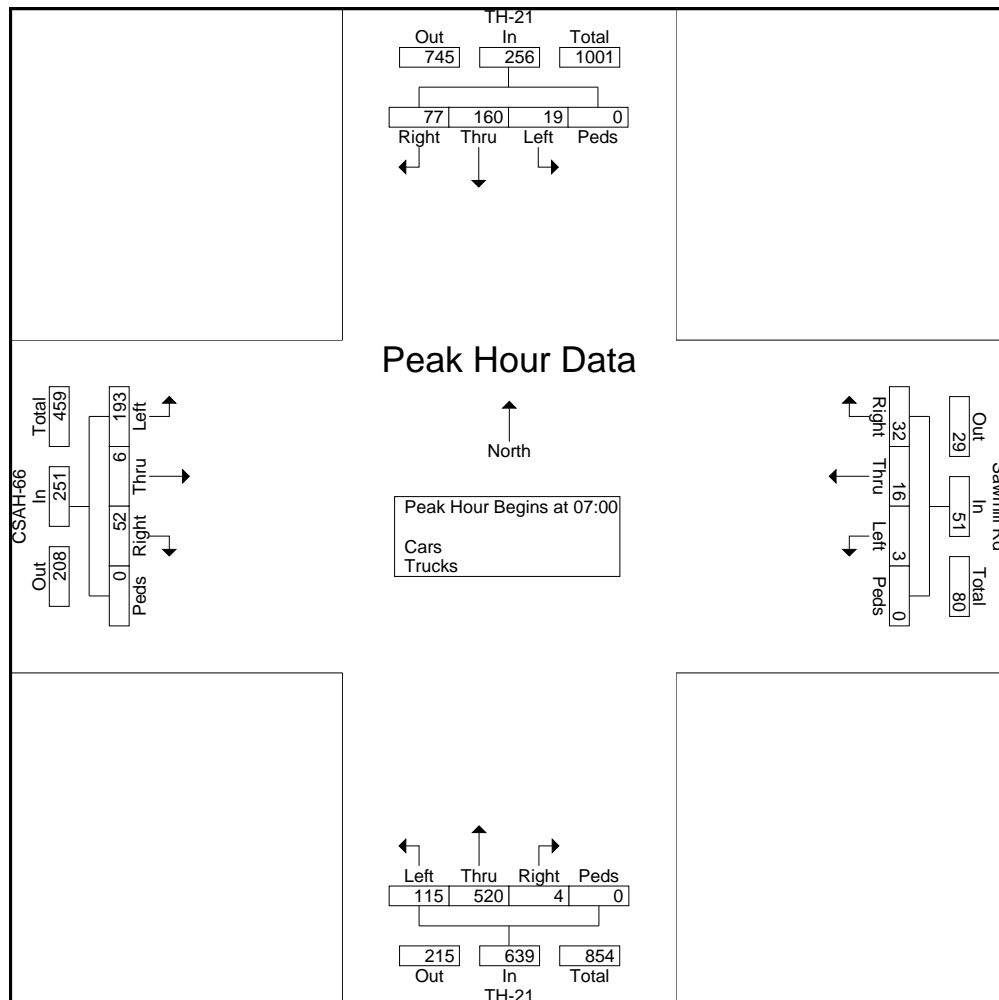 TH-21
Out In Total
745 256 1001
77 160 19 0
Right Thru Left Peds
Peak Hour Data
North
Peak Hour Begins at 07:00
Cars
Trucks
CSAH-66
Total In Out
459 251 208
193 6 52 0
Left Thru Right Peds
Out In Total
29 51 80
32 16 3 0
Right Thru Left Peds
Left Thru Right Peds
115 520 4 0
215 639 854
Out In Total
TH-21